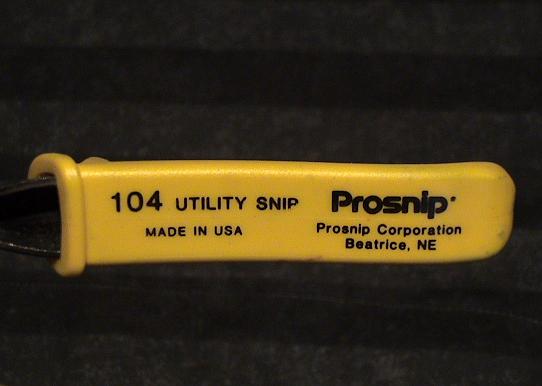 104 UTILITY SNIP Prosnip
MADE IN USA Prosnip Corporation
Beatrice, NE